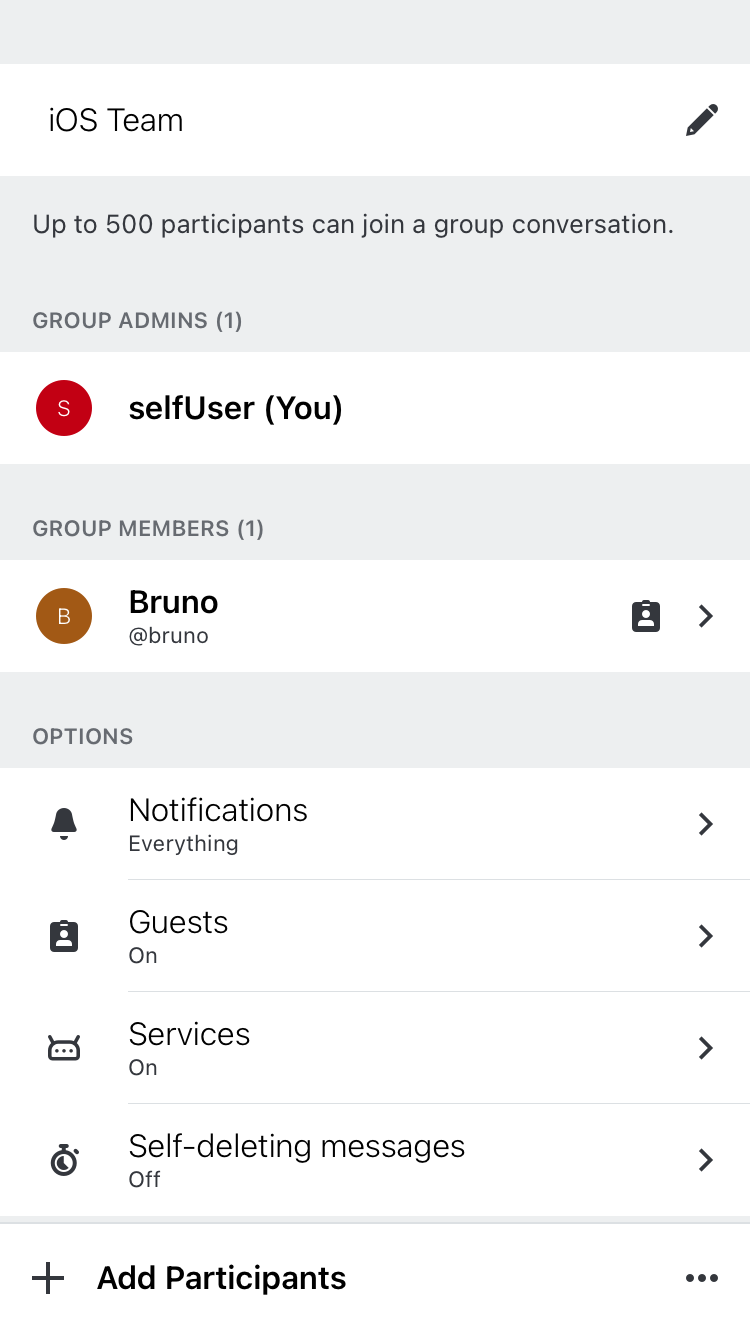 iOS Team
Up to 500 participants can join a group conversation.
GROUP ADMINS (1)
S
selfUser (You)
GROUP MEMBERS (1)
B
Bruno
@bruno
OPTIONS
Notifications
Everything
Guests
On
Services
On
Self-deleting messages
Off
Add Participants